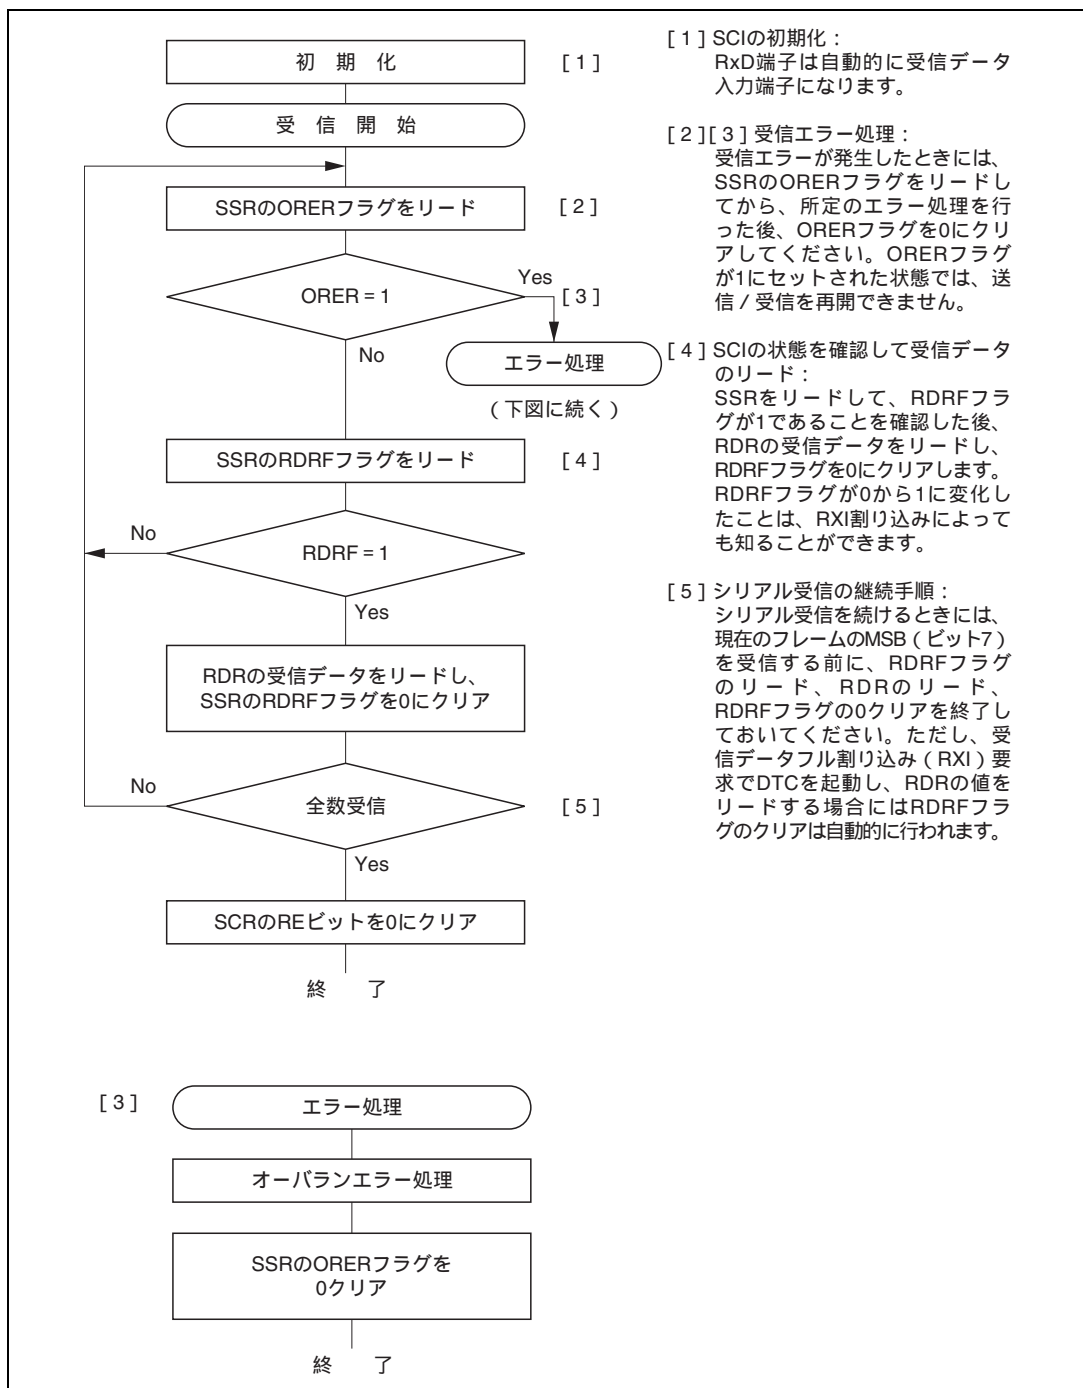 初 期 化 [1]
受 信 開 始
SSRのORERフラグをリード [2]
ORER = 1
Yes
[3]
No
エラー処理
（下図に続く）
SSRのRDRFフラグをリード [4]
No
RDRF = 1
Yes
RDRの受信データをリードし、
SSRのRDRFフラグを0にクリア
No
全数受信 [5]
Yes
SCRのREビットを0にクリア
終 了
[1] SCIの初期化：
RxD端子は自動的に受信データ
入力端子になります。
[2][3] 受信エラー処理：
受信エラーが発生したときには、
SSRのORERフラグをリードし
てから、所定のエラー処理を行
った後、ORERフラグを0にクリ
アしてください。ORERフラグ
が1にセットされた状態では、送
信／受信を再開できません。
[4] SCIの状態を確認して受信データ
のリード：
SSRをリードして、RDRFフラ
グが1であることを確認した後、
RDRの受信データをリードし、
RDRFフラグを0にクリアします。
RDRFフラグが0から1に変化し
たことは、RXI割り込みによって
も知ることができます。
[5] シリアル受信の継続手順：
シリアル受信を続けるときには、
現在のフレームのMSB（ビット7）
を受信する前に、RDRFフラグ
のリード、RDRのリード、
RDRFフラグの0クリアを終了し
ておいてください。ただし、受
信データフル割り込み（RXI）要
求でDTCを起動し、RDRの値を
リードする場合にはRDRFフラ
グのクリアは自動的に行われます。
[3] エラー処理
オーバランエラー処理
SSRのORERフラグを
0クリア
終 了